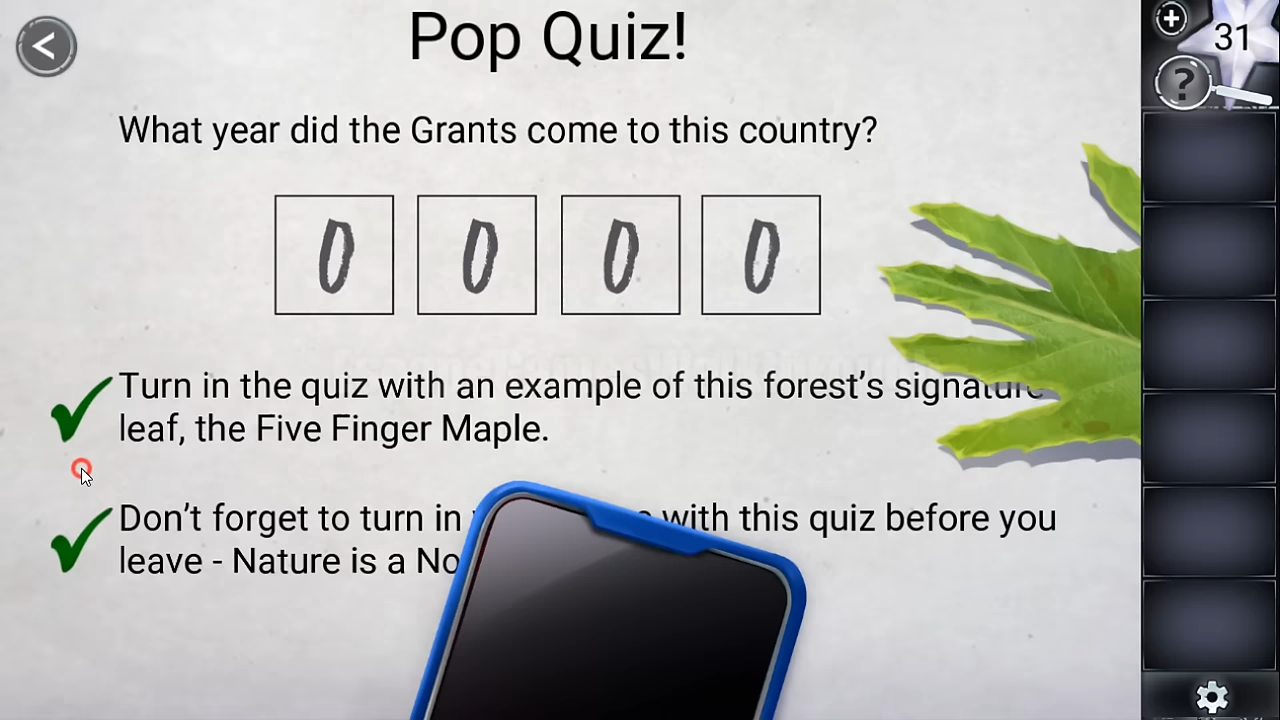 Pop Quiz!
31
?
What year did the Grants come to this country?
0 0 0 0
Turn in the quiz with an example of this forest's signature
leaf, the Five Finger Maple.
Don't forget to turn in with this quiz before you
leave - Nature is a No